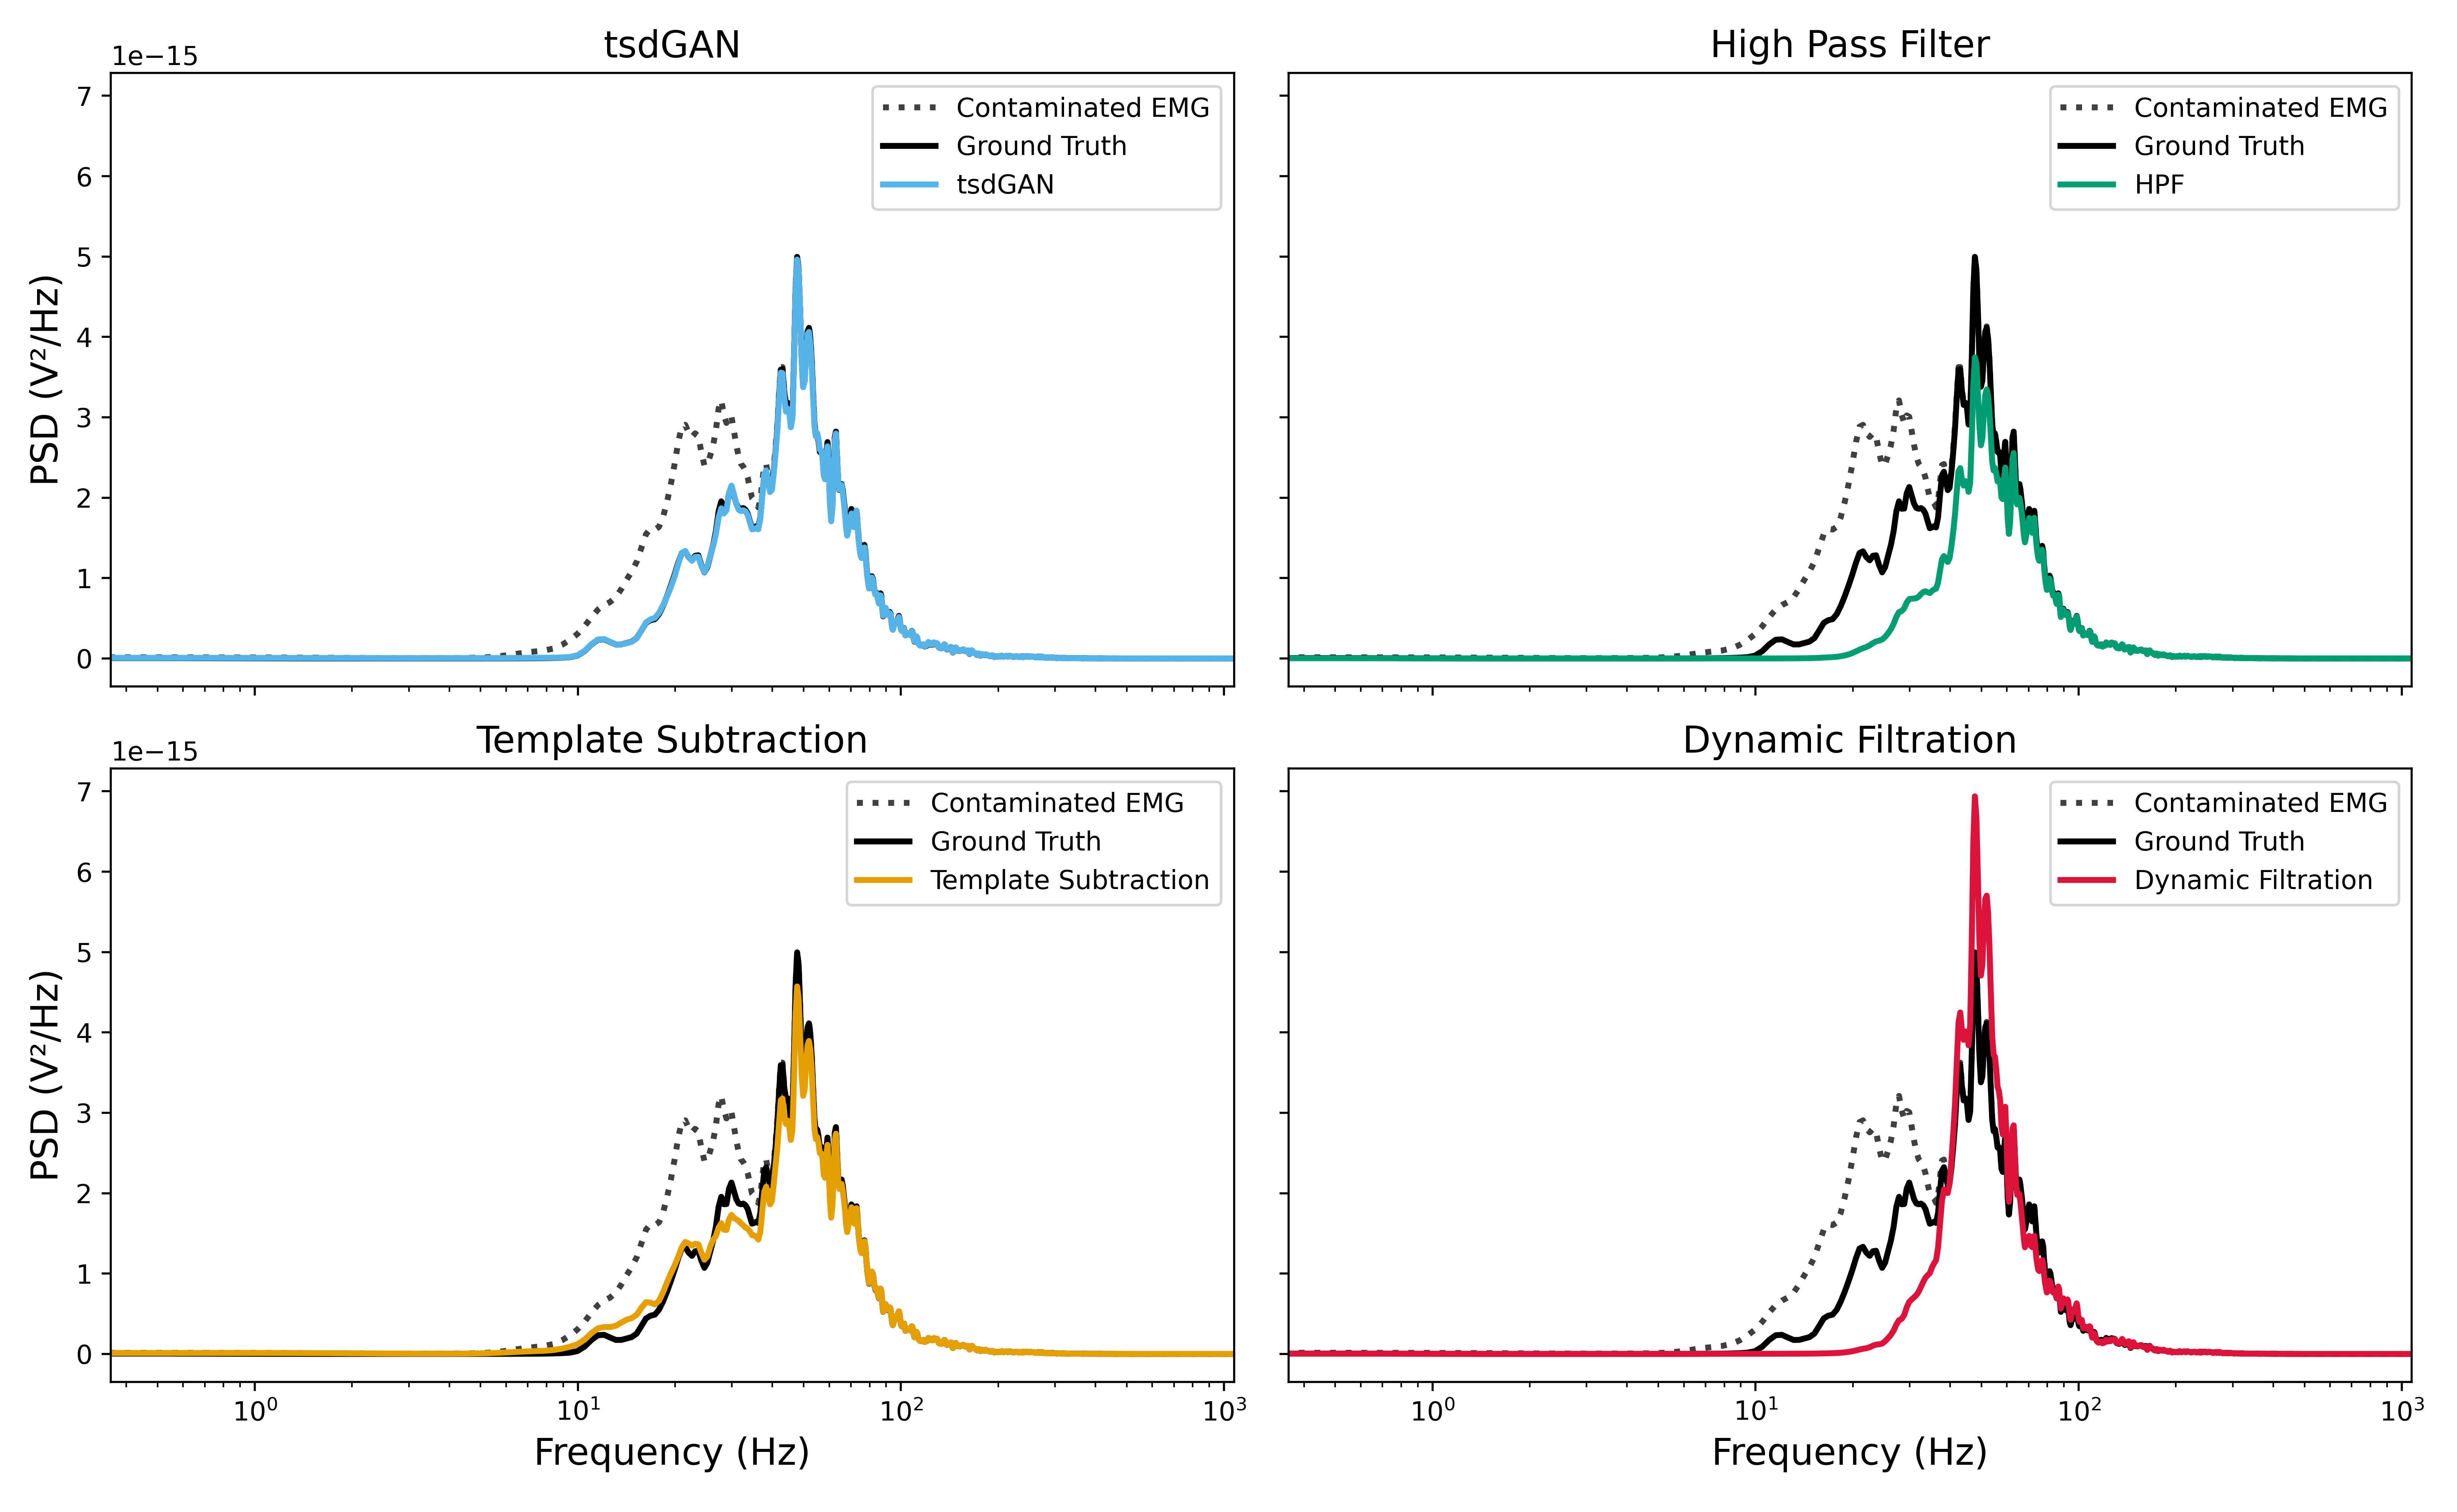 tsdGAN
1e−15
7
6
5
4
3
2
1
0
PSD (V²/Hz)
Contaminated EMG
Ground Truth
tsdGAN
High Pass Filter
Contaminated EMG
Ground Truth
HPF
Template Subtraction
1e−15
7
6
5
4
3
2
1
0
PSD (V²/Hz)
Contaminated EMG
Ground Truth
Template Subtraction
10⁰ 10¹ 10² 10³
Frequency (Hz)
Dynamic Filtration
Contaminated EMG
Ground Truth
Dynamic Filtration
10⁰ 10¹ 10² 10³
Frequency (Hz)